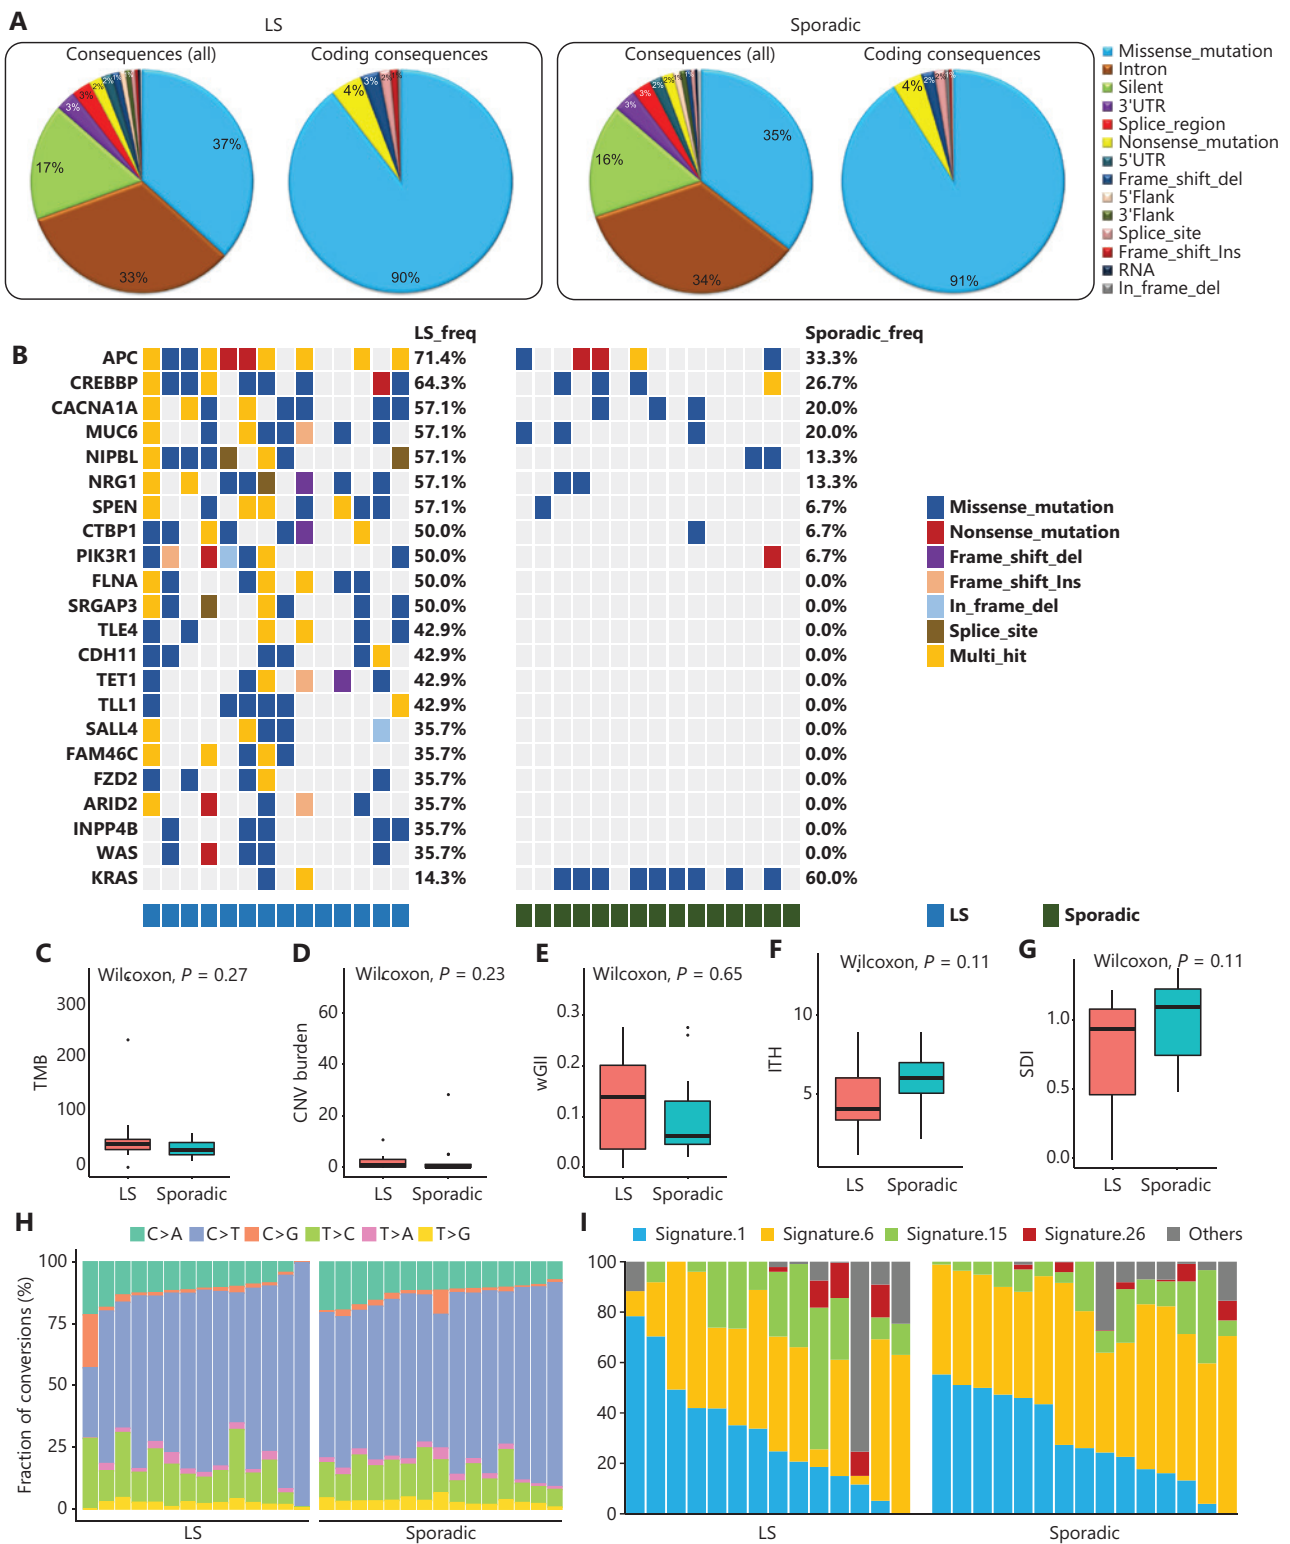 A
LS
Sporadic
Consequences (all)
Coding consequences
Consequences (all)
Coding consequences
37%
33%
17%
3%
3%
2%
2%
90%
4%
3%
2%
35%
34%
16%
3%
3%
2%
2%
91%
4%
2%
2%
Missense_mutation
Intron
Silent
3'UTR
Splice_region
Nonsense_mutation
5'UTR
Frame_shift_del
5'Flank
3'Flank
Splice_site
Frame_shift_Ins
RNA
In_frame_del
B
LS_freq
Sporadic_freq
APC 71.4% 33.3%
CREBBP 64.3% 26.7%
CACNA1A 57.1% 20.0%
MUC6 57.1% 20.0%
NIPBL 57.1% 13.3%
NRG1 57.1% 13.3%
SPEN 57.1% 6.7%
CTBP1 50.0% 6.7%
PIK3R1 50.0% 6.7%
FLNA 50.0% 0.0%
SRGAP3 50.0% 0.0%
TLE4 42.9% 0.0%
CDH11 42.9% 0.0%
TET1 42.9% 0.0%
TLL1 42.9% 0.0%
SALL4 35.7% 0.0%
FAM46C 35.7% 0.0%
FZD2 35.7% 0.0%
ARID2 35.7% 0.0%
INPP4B 35.7% 0.0%
WAS 35.7% 0.0%
KRAS 14.3% 60.0%
Missense_mutation
Nonsense_mutation
Frame_shift_del
Frame_shift_Ins
In_frame_del
Splice_site
Multi_hit
LS
Sporadic
C
Wilcoxon, P = 0.27
TMB
300
200
100
0
LS Sporadic
D
Wilcoxon, P = 0.23
CNV burden
60
40
20
0
LS Sporadic
E
Wilcoxon, P = 0.65
wGII
0.3
0.2
0.1
0.0
LS Sporadic
F
Wilcoxon, P = 0.11
ITH
10
5
LS Sporadic
G
Wilcoxon, P = 0.11
SDI
1.0
0.5
0.0
LS Sporadic
H
C>A C>T C>G T>C T>A T>G
Fraction of conversions (%)
100
75
50
25
0
LS
Sporadic
I
Signature.1 Signature.6 Signature.15 Signature.26 Others
100
80
60
40
20
0
LS
Sporadic